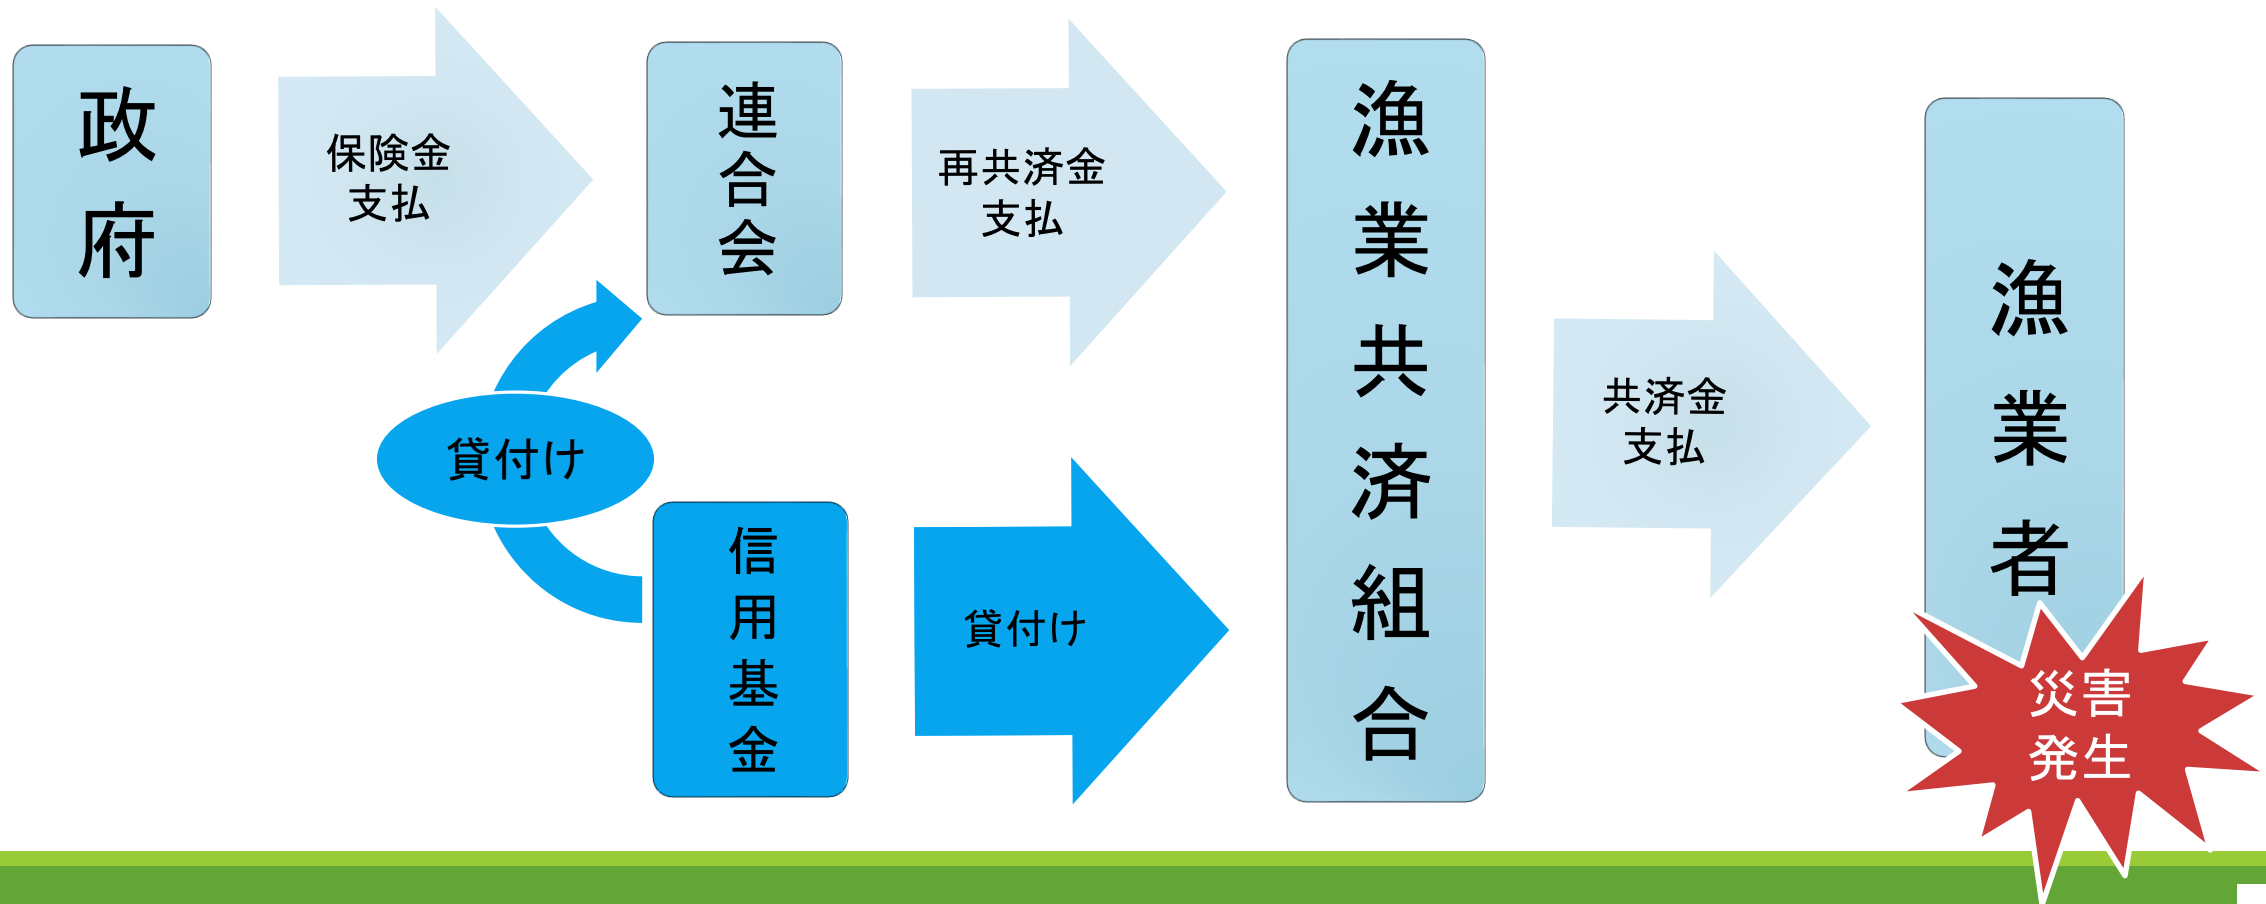 政府
保険金
支払
連合会
再共済金
支払
漁業共済組合
共済金
支払
漁業者
貸付け
信用基金
貸付け
災害
発生